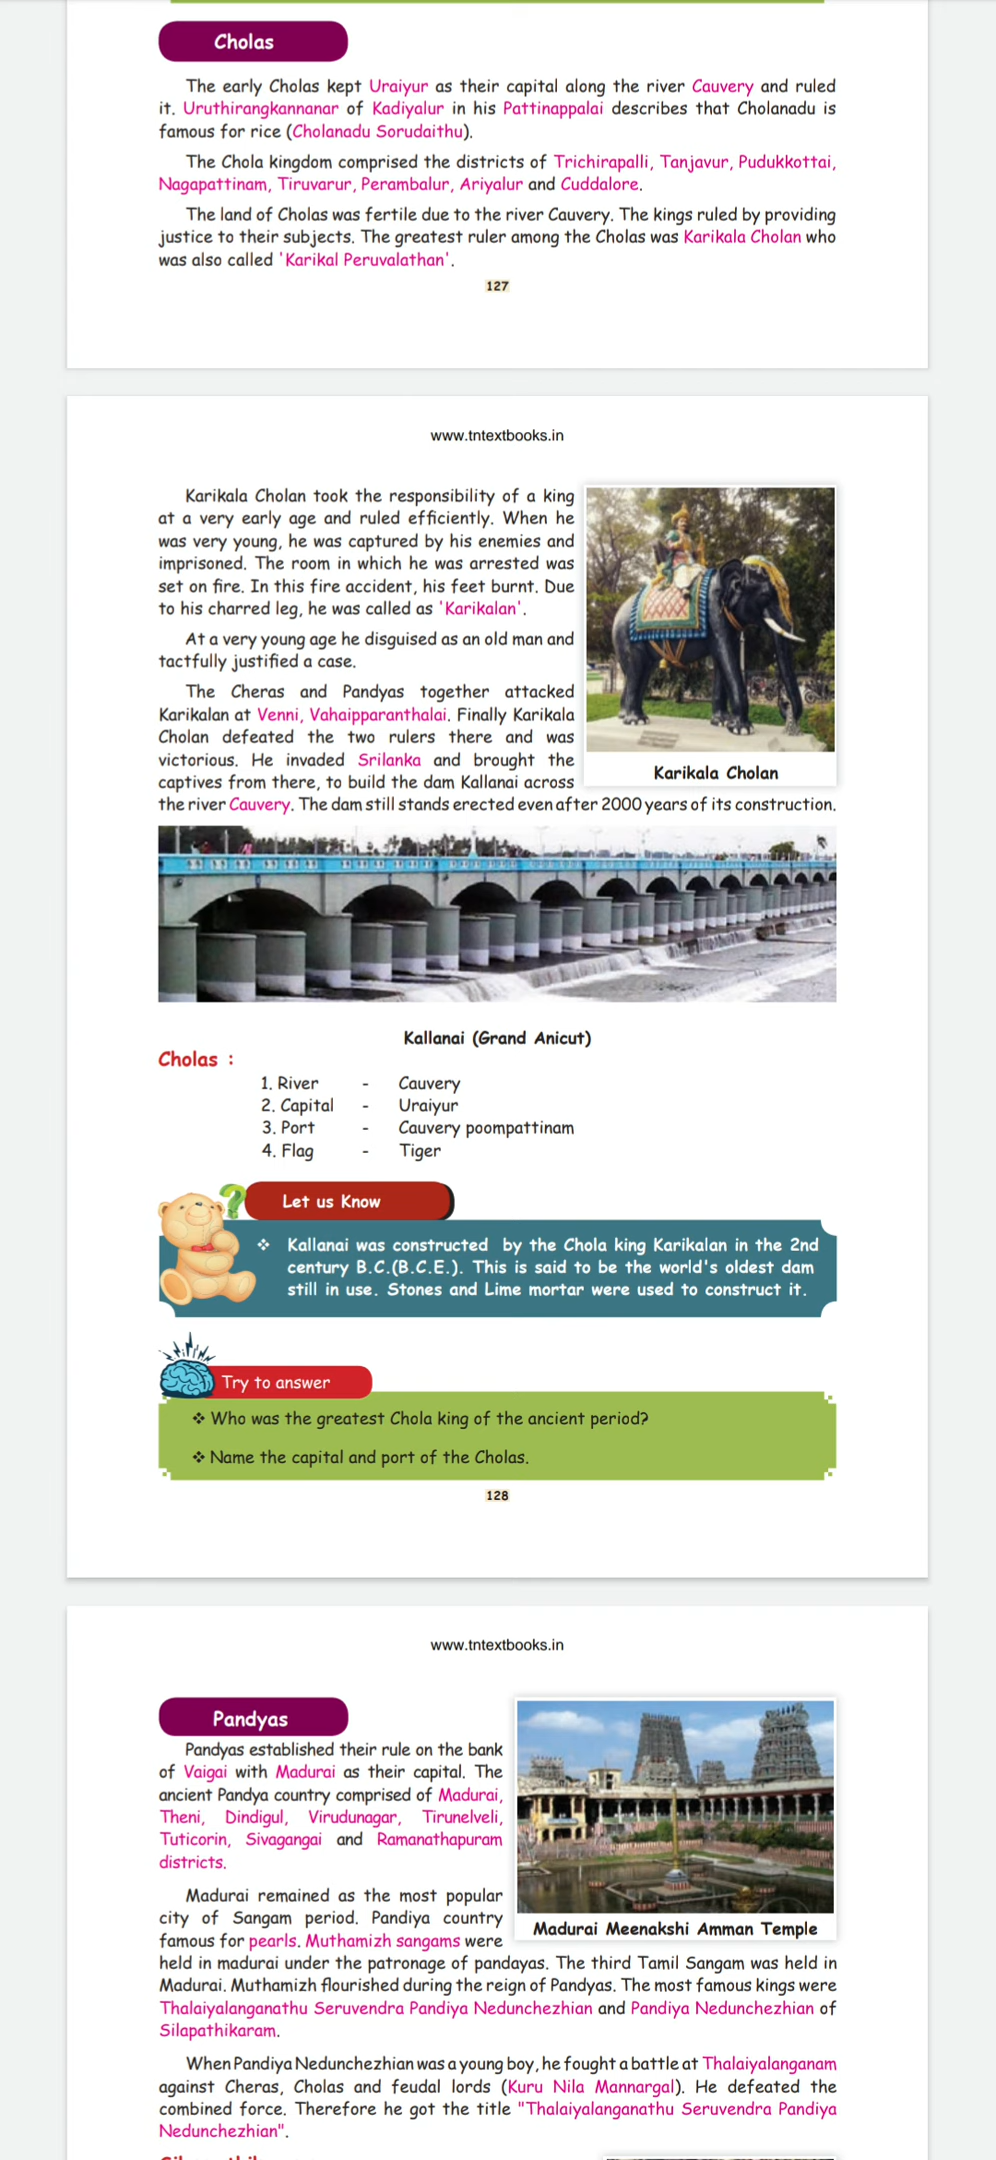 Cholas
The early Cholas kept Uraiyur as their capital along the river Cauvery and ruled
it. Uruthirangkannanar of Kadiyalur in his Pattinappalai describes that Cholanadu is
famous for rice (Cholanadu Sorudaithu).
The Chola kingdom comprised the districts of Trichirapalli, Tanjavur, Pudukkottai,
Nagapattinam, Tiruvarur, Perambalur, Ariyalur and Cuddalore.
The land of Cholas was fertile due to the river Cauvery. The kings ruled by providing
justice to their subjects. The greatest ruler among the Cholas was Karikala Cholan who
was also called 'Karikal Peruvalathan'.
127
www.tntextbooks.in
Karikala Cholan took the responsibility of a king
at a very early age and ruled efficiently. When he
was very young, he was captured by his enemies and
imprisoned. The room in which he was arrested was
set on fire. In this fire accident, his feet burnt. Due
to his charred leg, he was called as 'Karikalan'.
At a very young age he disguised as an old man and
tactfully justified a case.
The Cheras and Pandyas together attacked
Karikalan at Venni, Vahaipparanthalai. Finally Karikala
Cholan defeated the two rulers there and was
victorious. He invaded Srilanka and brought the
captives from there, to build the dam Kallanai across
the river Cauvery. The dam still stands erected even after 2000 years of its construction.
Karikala Cholan
Kallanai (Grand Anicut)
Cholas :
1. River - Cauvery
2. Capital - Uraiyur
3. Port - Cauvery poompattinam
4. Flag - Tiger
Let us Know
❖ Kallanai was constructed by the Chola king Karikalan in the 2nd
century B.C.(B.C.E.). This is said to be the world's oldest dam
still in use. Stones and Lime mortar were used to construct it.
Try to answer
❖ Who was the greatest Chola king of the ancient period?
❖ Name the capital and port of the Cholas.
128
www.tntextbooks.in
Pandyas
Pandyas established their rule on the bank
of Vaigai with Madurai as their capital. The
ancient Pandya country comprised of Madurai,
Theni, Dindigul, Virudunagar, Tirunelveli,
Tuticorin, Sivagangai and Ramanathapuram
districts.
Madurai remained as the most popular
city of Sangam period. Pandiya country
famous for pearls. Muthamizh sangams were
held in madurai under the patronage of pandayas. The third Tamil Sangam was held in
Madurai. Muthamizh flourished during the reign of Pandyas. The most famous kings were
Thalaiyalanganathu Seruvendra Pandiya Nedunchezhian and Pandiya Nedunchezhian of
Silapathikaram.
Madurai Meenakshi Amman Temple
When Pandiya Nedunchezhian was a young boy, he fought a battle at Thalaiyalanganam
against Cheras, Cholas and feudal lords (Kuru Nila Mannargal). He defeated the
combined force. Therefore he got the title "Thalaiyalanganathu Seruvendra Pandiya
Nedunchezhian".